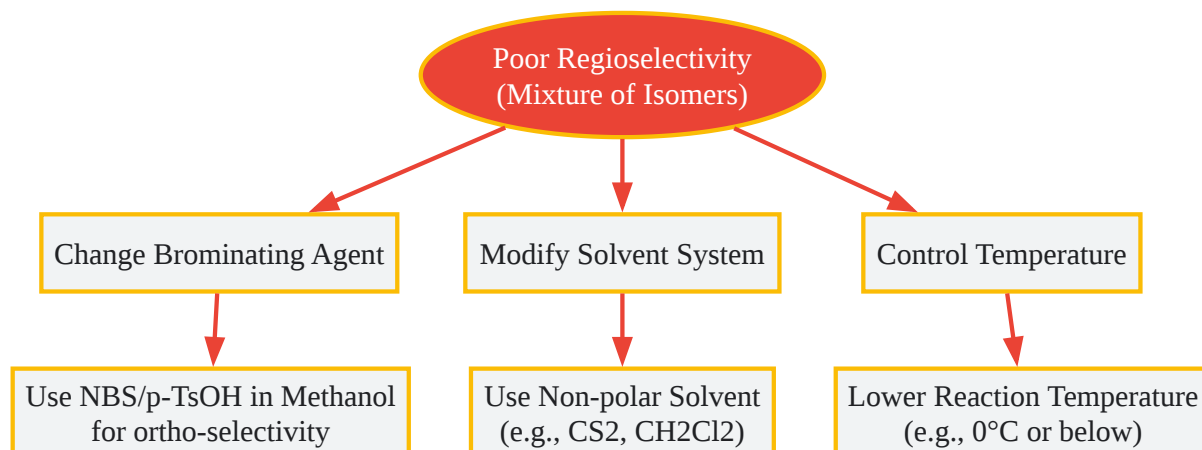 Poor Regioselectivity
(Mixture of Isomers)
Change Brominating Agent
Modify Solvent System
Control Temperature
Use NBS/p-TsOH in Methanol
for ortho-selectivity
Use Non-polar Solvent
(e.g., CS2, CH2Cl2)
Lower Reaction Temperature
(e.g., 0°C or below)